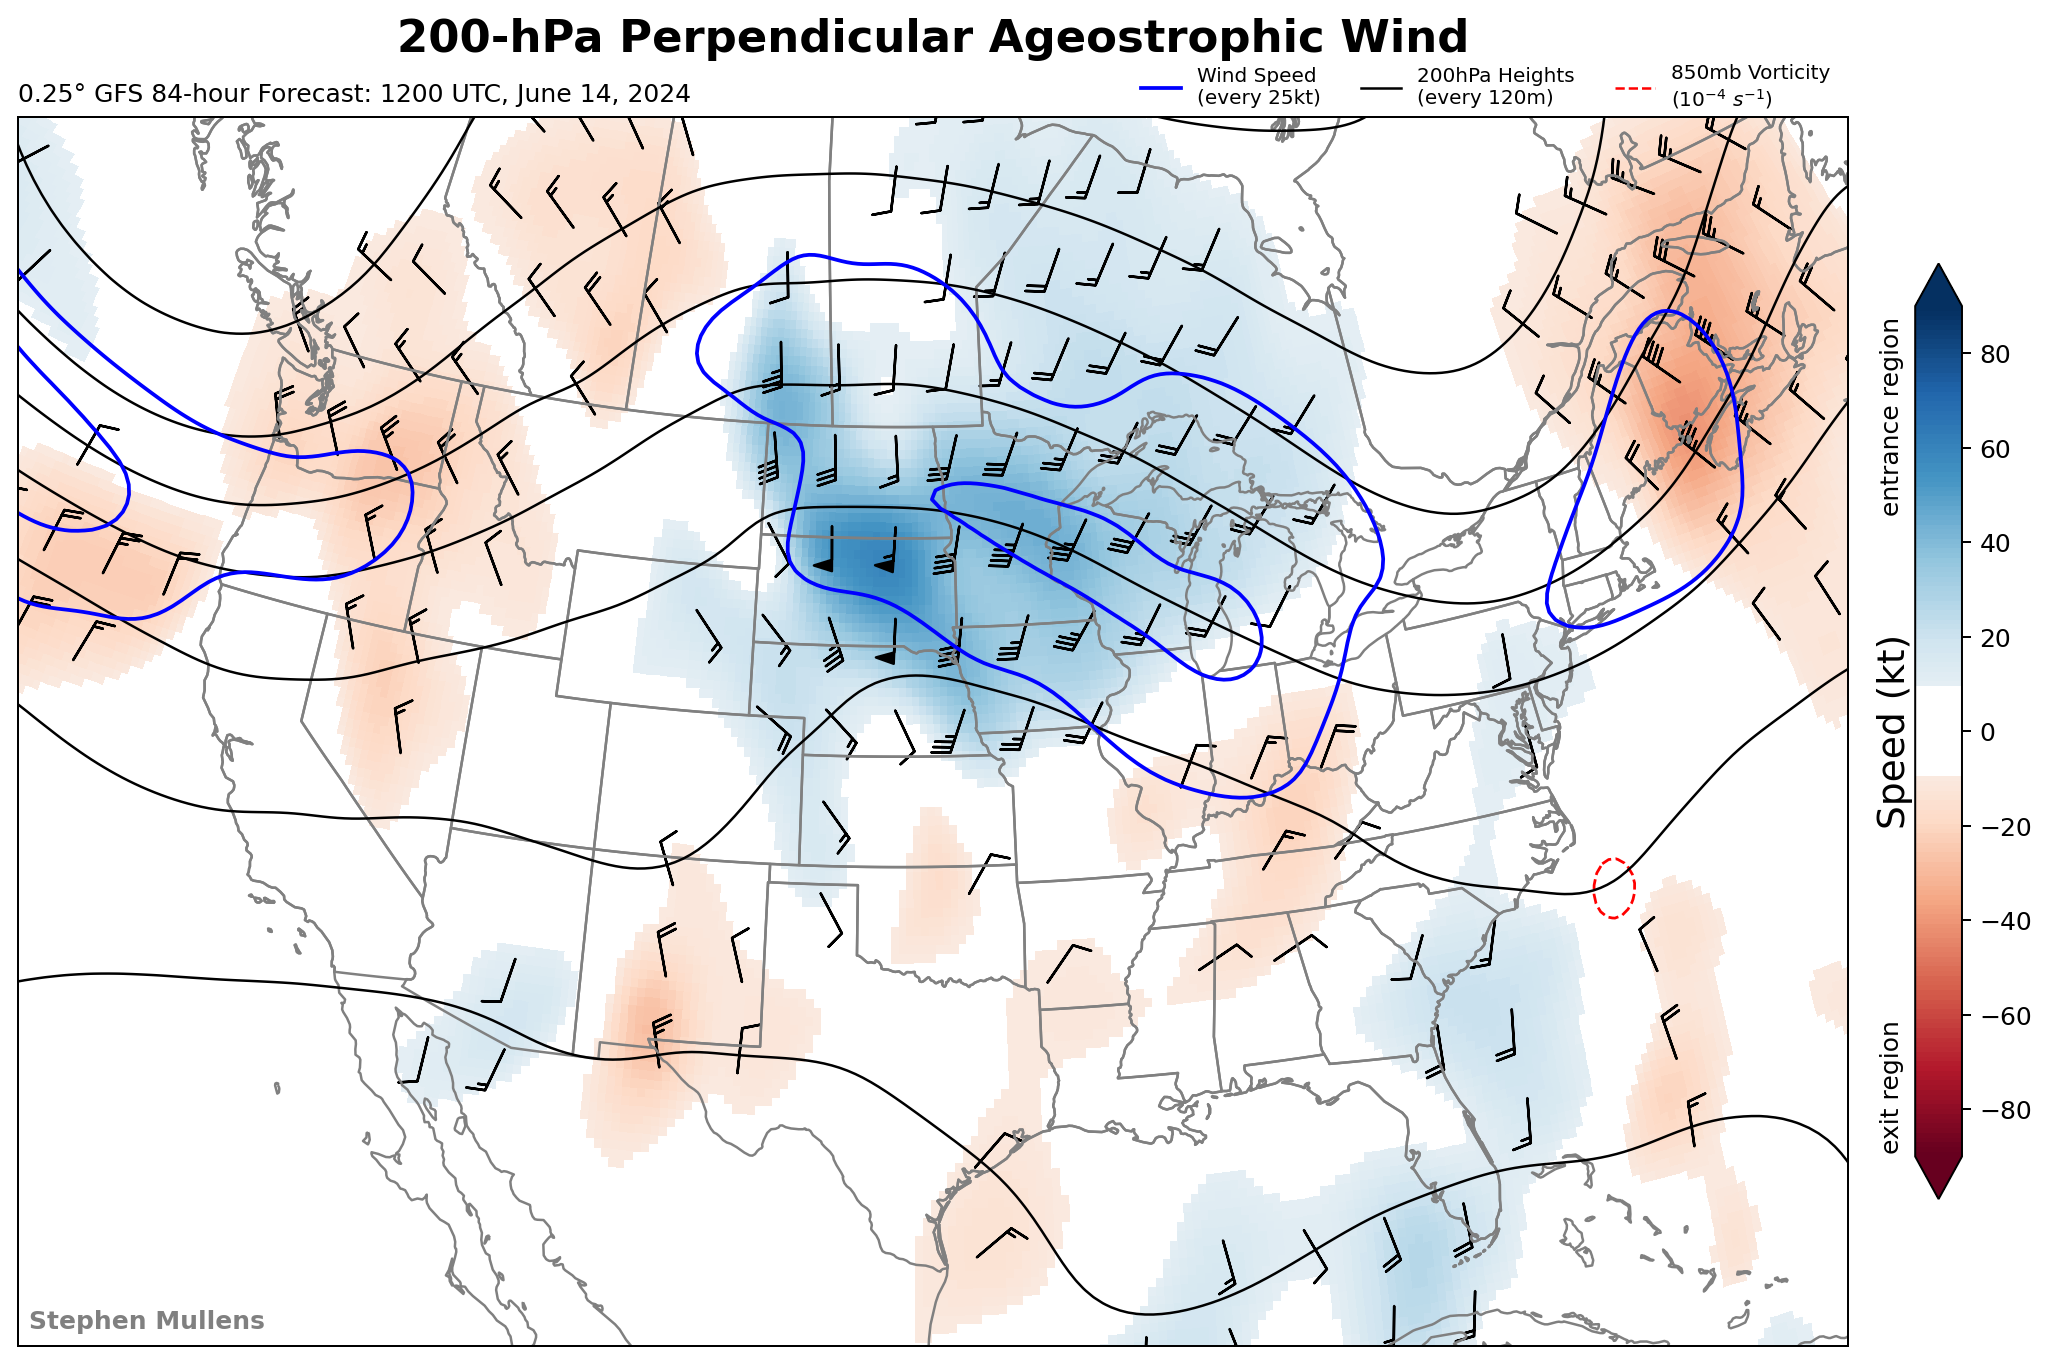 200-hPa Perpendicular Ageostrophic Wind
0.25° GFS 84-hour Forecast: 1200 UTC, June 14, 2024
Wind Speed
(every 25kt)
200hPa Heights
(every 120m)
850mb Vorticity
(10⁻⁴ s⁻¹)
entrance region
Speed (kt)
exit region
80
60
40
20
0
−20
−40
−60
−80
Stephen Mullens